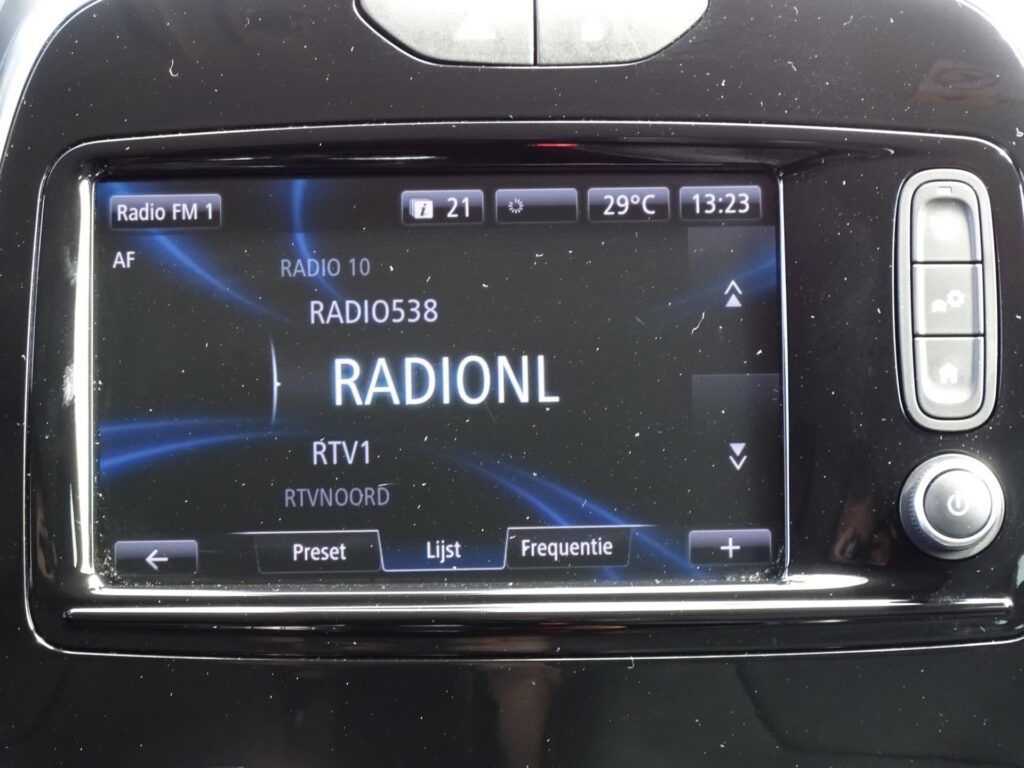 Radio FM 1
i 21
29°C
13:23
AF
RADIO 10
RADIO538
RADIONL
RTV1
RTVNOORD
Preset
Lijst
Frequentie
+